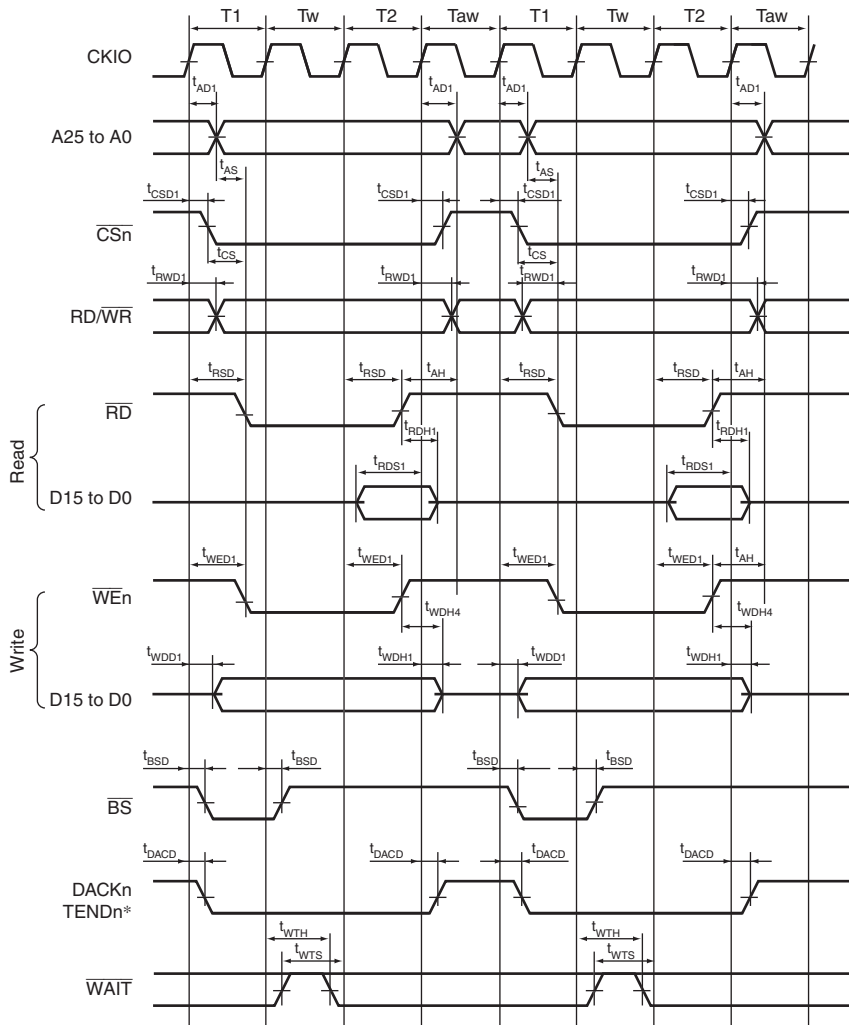 T1 Tw T2 Taw T1 Tw T2 Taw
CKIO
tAD1 tAD1 tAD1 tAD1
A25 to A0
tAS tAS
tCSD1 tCSD1 tCSD1 tCSD1
CSn
tCS tCS
tRWD1 tRWD1 tRWD1 tRWD1
RD/WR
tRSD tRSD tAH tRSD tRSD tAH
RD
tRDH1 tRDH1
Read
tRDS1 tRDS1
D15 to D0
tWED1 tWED1 tWED1 tWED1 tAH
WEn
tWDH4 tWDH4
Write
tWDD1 tWDH1 tWDD1 tWDH1
D15 to D0
tBSD tBSD tBSD tBSD
BS
tDACD tDACD tDACD tDACD
DACKn
TENDn*
tWTH tWTH
tWTS tWTS
WAIT